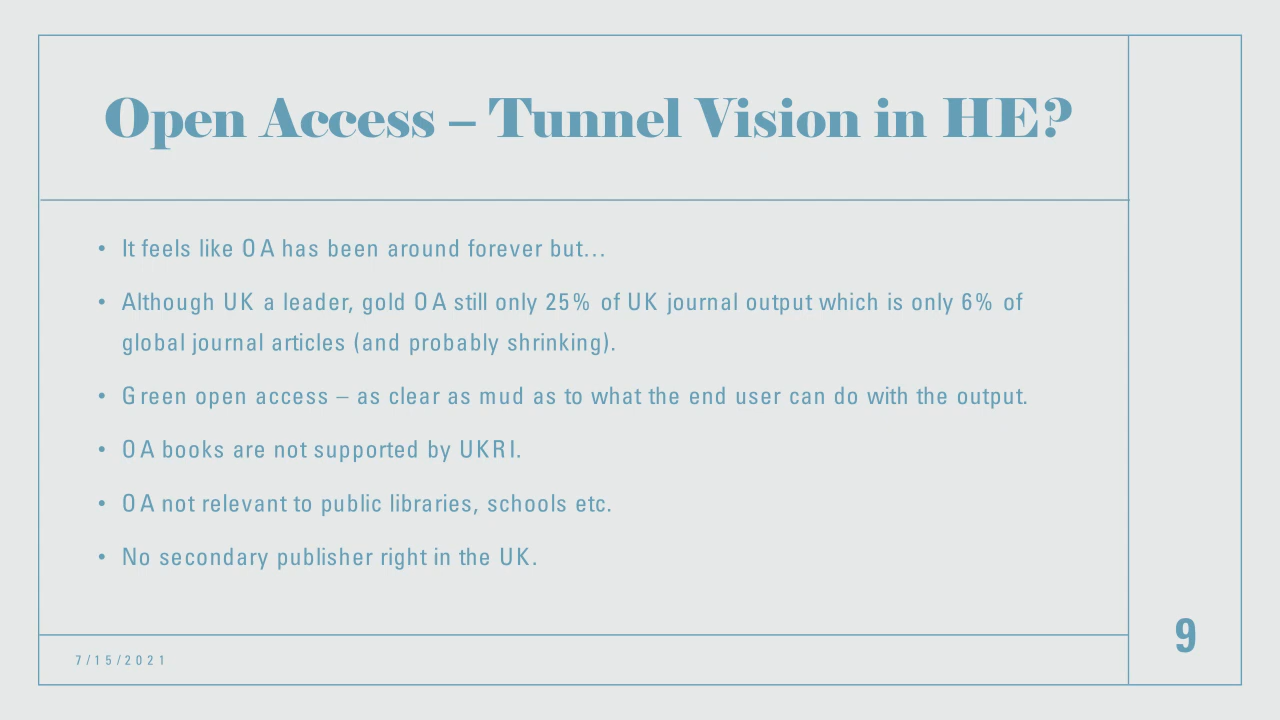 Open Access – Tunnel Vision in HE?
• It feels like OA has been around forever but…
• Although UK a leader, gold OA still only 25% of UK journal output which is only 6% of
global journal articles (and probably shrinking).
• Green open access – as clear as mud as to what the end user can do with the output.
• OA books are not supported by UKRI.
• OA not relevant to public libraries, schools etc.
• No secondary publisher right in the UK.
9
7/15/2021